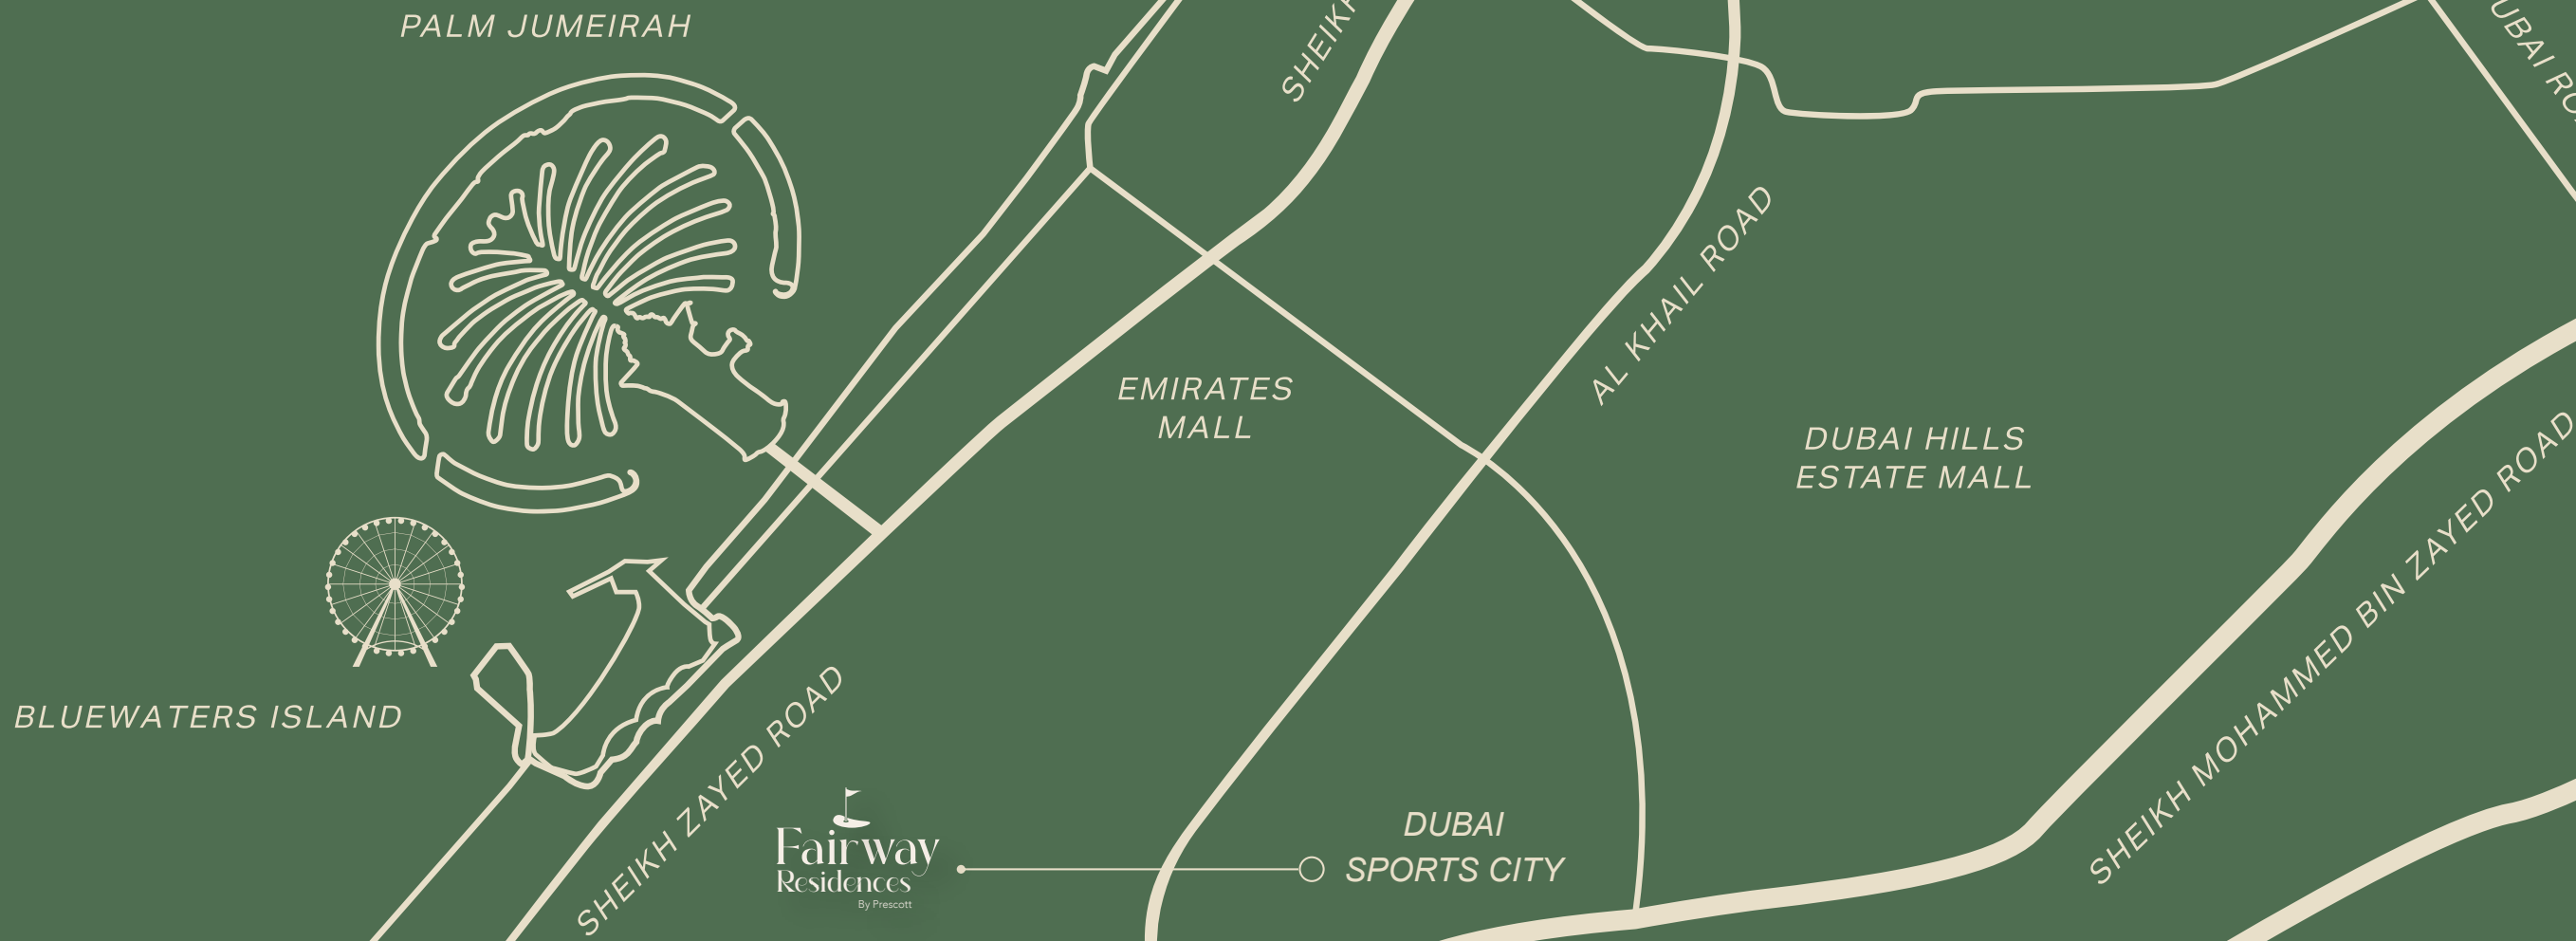 PALM JUMEIRAH
SHEIKH
AL KHAIL ROAD
EMIRATES
MALL
DUBAI HILLS
ESTATE MALL
SHEIKH MOHAMMED BIN ZAYED ROAD
BLUEWATERS ISLAND
SHEIKH ZAYED ROAD
Fairway
Residences
By Prescott
DUBAI
SPORTS CITY